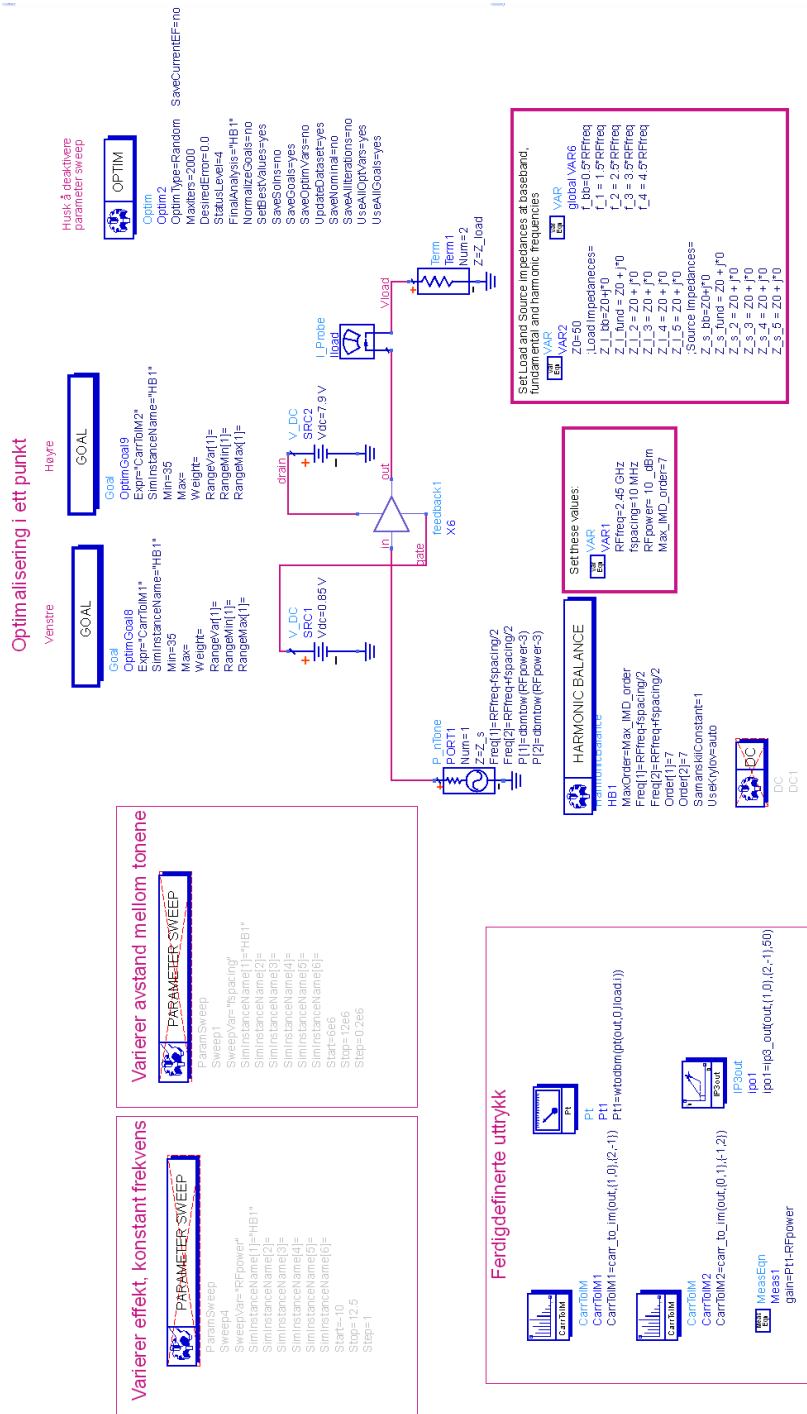 Varierer effekt, konstant frekvens
PARAMETER SWEEP
ParamSweep
Sweep4
SweepVar="RFpower"
SimInstanceName[1]="HB1"
SimInstanceName[2]=
SimInstanceName[3]=
SimInstanceName[4]=
SimInstanceName[5]=
SimInstanceName[6]=
Start=-10
Stop=12.5
Step=1
Varierer avstand mellom tonene
PARAMETER SWEEP
ParamSweep
Sweep1
SweepVar="fspacing"
SimInstanceName[1]="HB1"
SimInstanceName[2]=
SimInstanceName[3]=
SimInstanceName[4]=
SimInstanceName[5]=
SimInstanceName[6]=
Start=6e6
Stop=12e6
Step=0.2e6
Optimalisering i ett punkt
Venstre
GOAL
Goal
OptimGoal8
Expr="CarrToIM1"
SimInstanceName="HB1"
Min=35
Max=
Weight=
RangeVar[1]=
RangeMin[1]=
RangeMax[1]=
Høyre
GOAL
Goal
OptimGoal9
Expr="CarrToIM2"
SimInstanceName="HB1"
Min=35
Max=
Weight=
RangeVar[1]=
RangeMin[1]=
RangeMax[1]=
Husk å deaktivere
parameter sweep
OPTIM
Optim
Optim2
OptimType=Random
MaxIters=2000
DesiredError=0.0
StatusLevel=4
FinalAnalysis="HB1"
NormalizeGoals=no
SetBestValues=yes
SaveSolns=no
SaveGoals=yes
SaveOptimVars=no
UpdateDataset=yes
SaveNominal=no
SaveAllIterations=no
UseAllOptVars=yes
UseAllGoals=yes
SaveCurrentEF=no
P_nTone
PORT1
Num=1
Z=Z_s
Freq[1]=RFfreq-fspacing/2
Freq[2]=RFfreq+fspacing/2
P[1]=dbmtow(RFpower-3)
P[2]=dbmtow(RFpower-3)
V_DC
SRC1
Vdc=0.85 V
gate
in
feedback1
X6
out
drain
V_DC
SRC2
Vdc=7.9 V
I_Probe
Iload
Vload
Term
Term1
Num=2
Z=Z_load
Ferdigdefinerte uttrykk
CarrToIM
CarrToIM
CarrToIM1
CarrToIM1=carr_to_im(out,{1,0},{2,-1})
CarrToIM
CarrToIM
CarrToIM2
CarrToIM2=carr_to_im(out,{0,1},{-1,2})
Meas
Eqn
MeasEqn
Meas1
gain=Pt1-RFpower
Pt
Pt
Pt1
Pt1=wtodbm(pt(out,0,Iload.i))
IP3out
IP3out
ipo1
ipo1=ip3_out(out,{1,0},{2,-1},50)
HARMONIC BALANCE
HarmonicBalance
HB1
MaxOrder=Max_IMD_order
Freq[1]=RFfreq-fspacing/2
Freq[2]=RFfreq+fspacing/2
Order[1]=7
Order[2]=7
SamanskiiConstant=1
UseKrylov=auto
DC
DC
DC1
Set these values:
Var
Eqn
VAR
VAR1
RFfreq=2.45 GHz
fspacing=10 MHz
RFpower= 10 _dBm
Max_IMD_order=7
Set Load and Source impedances at baseband,
fundamental and harmonic frequencies
Var
Eqn
VAR
VAR2
Z0=50
;Load Impedaneces=
Z_l_bb=Z0+j*0
Z_l_fund = Z0 + j*0
Z_l_2 = Z0 + j*0
Z_l_3 = Z0 + j*0
Z_l_4 = Z0 + j*0
Z_l_5 = Z0 + j*0
;Source Impedances=
Z_s_bb=Z0+j*0
Z_s_fund = Z0 + j*0
Z_s_2 = Z0 + j*0
Z_s_3 = Z0 + j*0
Z_s_4 = Z0 + j*0
Z_s_5 = Z0 + j*0
Var
Eqn
VAR
global VAR6
f_bb=0.5*RFfreq
f_1 = 1.5*RFfreq
f_2 = 2.5*RFfreq
f_3 = 3.5*RFfreq
f_4 = 4.5*RFfreq